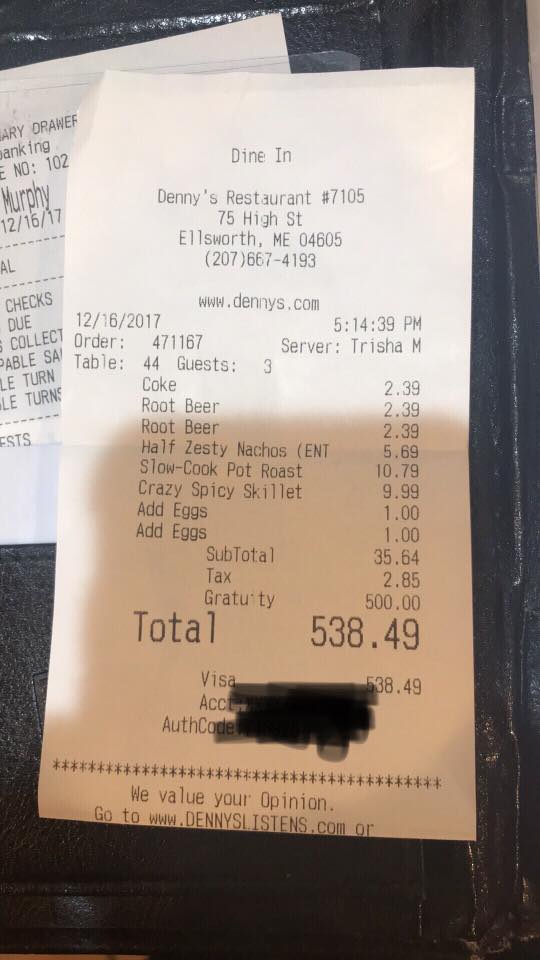 ARY DRAWER
anking
E NO: 102
Murphy
12/16/17
AL
CHECKS
DUE
S COLLECT
PABLE SA
LE TURN
LE TURNS
ESTS
Dine In
Denny's Restaurant #7105
75 High St
Ellsworth, ME 04605
(207)667-4193
www.dennys.com
12/16/2017 5:14:39 PM
Order: 471167 Server: Trisha M
Table: 44 Guests: 3
Coke 2.39
Root Beer 2.39
Root Beer 2.39
Half Zesty Nachos (ENT 5.69
Slow-Cook Pot Roast 10.79
Crazy Spicy Skillet 9.99
Add Eggs 1.00
Add Eggs 1.00
SubTotal 35.64
Tax 2.85
Gratuity 500.00
Total 538.49
Visa 538.49
Acct:
AuthCode:
****************************************
We value your Opinion.
Go to www.DENNYSLISTENS.com or